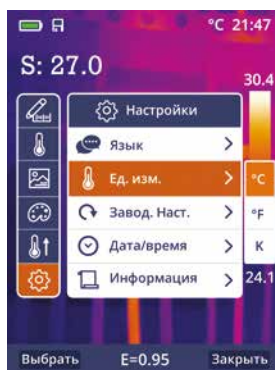 °C 21:47
S: 27.0
30.4
Настройки
Язык
Ед. изм.
°C
Завод. Наст.
°F
Дата/время
K
Информация
24.1
Выбрать E=0.95 Закрыть